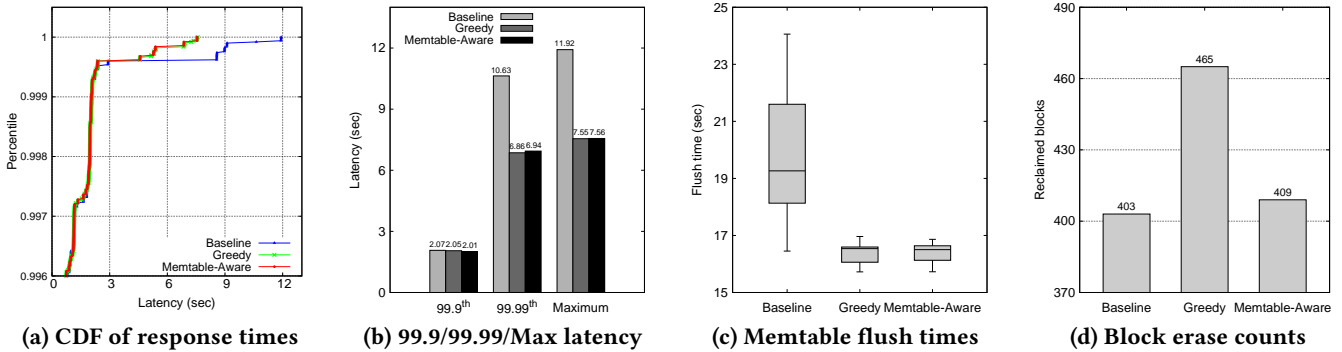 1
0.999
0.998
0.997
0.996
Percentile
0 3 6 9 12
Latency (sec)
Baseline
Greedy
Memtable-Aware
(a) CDF of response times
12
9
6
3
0
Latency (sec)
Baseline
Greedy
Memtable-Aware
2.07 2.05 2.01
10.63
6.86 6.94
11.92
7.55 7.56
99.9th 99.99th Maximum
(b) 99.9/99.99/Max latency
25
23
21
19
17
15
Flush time (sec)
Baseline Greedy Memtable-Aware
(c) Memtable flush times
490
460
430
400
370
Reclaimed blocks
403
465
409
Baseline Greedy Memtable-Aware
(d) Block erase counts